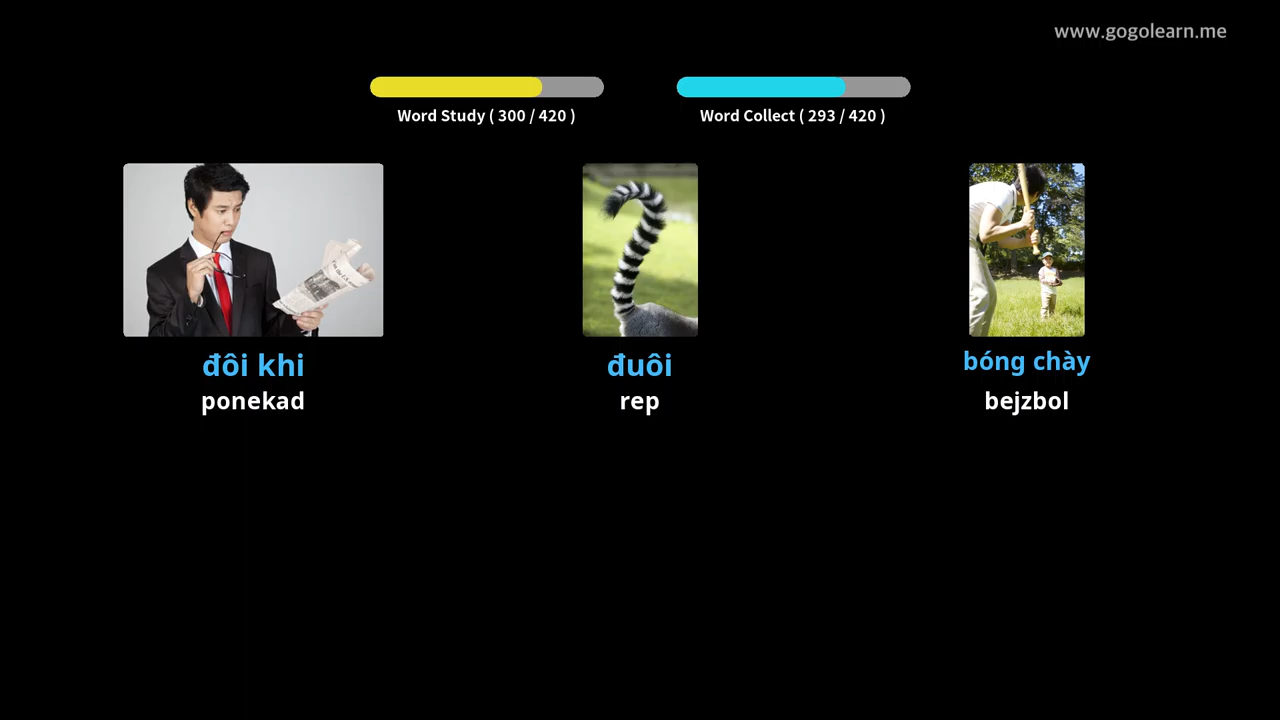 www.gogolearn.me
Word Study ( 300 / 420 )
Word Collect ( 293 / 420 )
đôi khi
ponekad
đuôi
rep
bóng chày
bejzbol